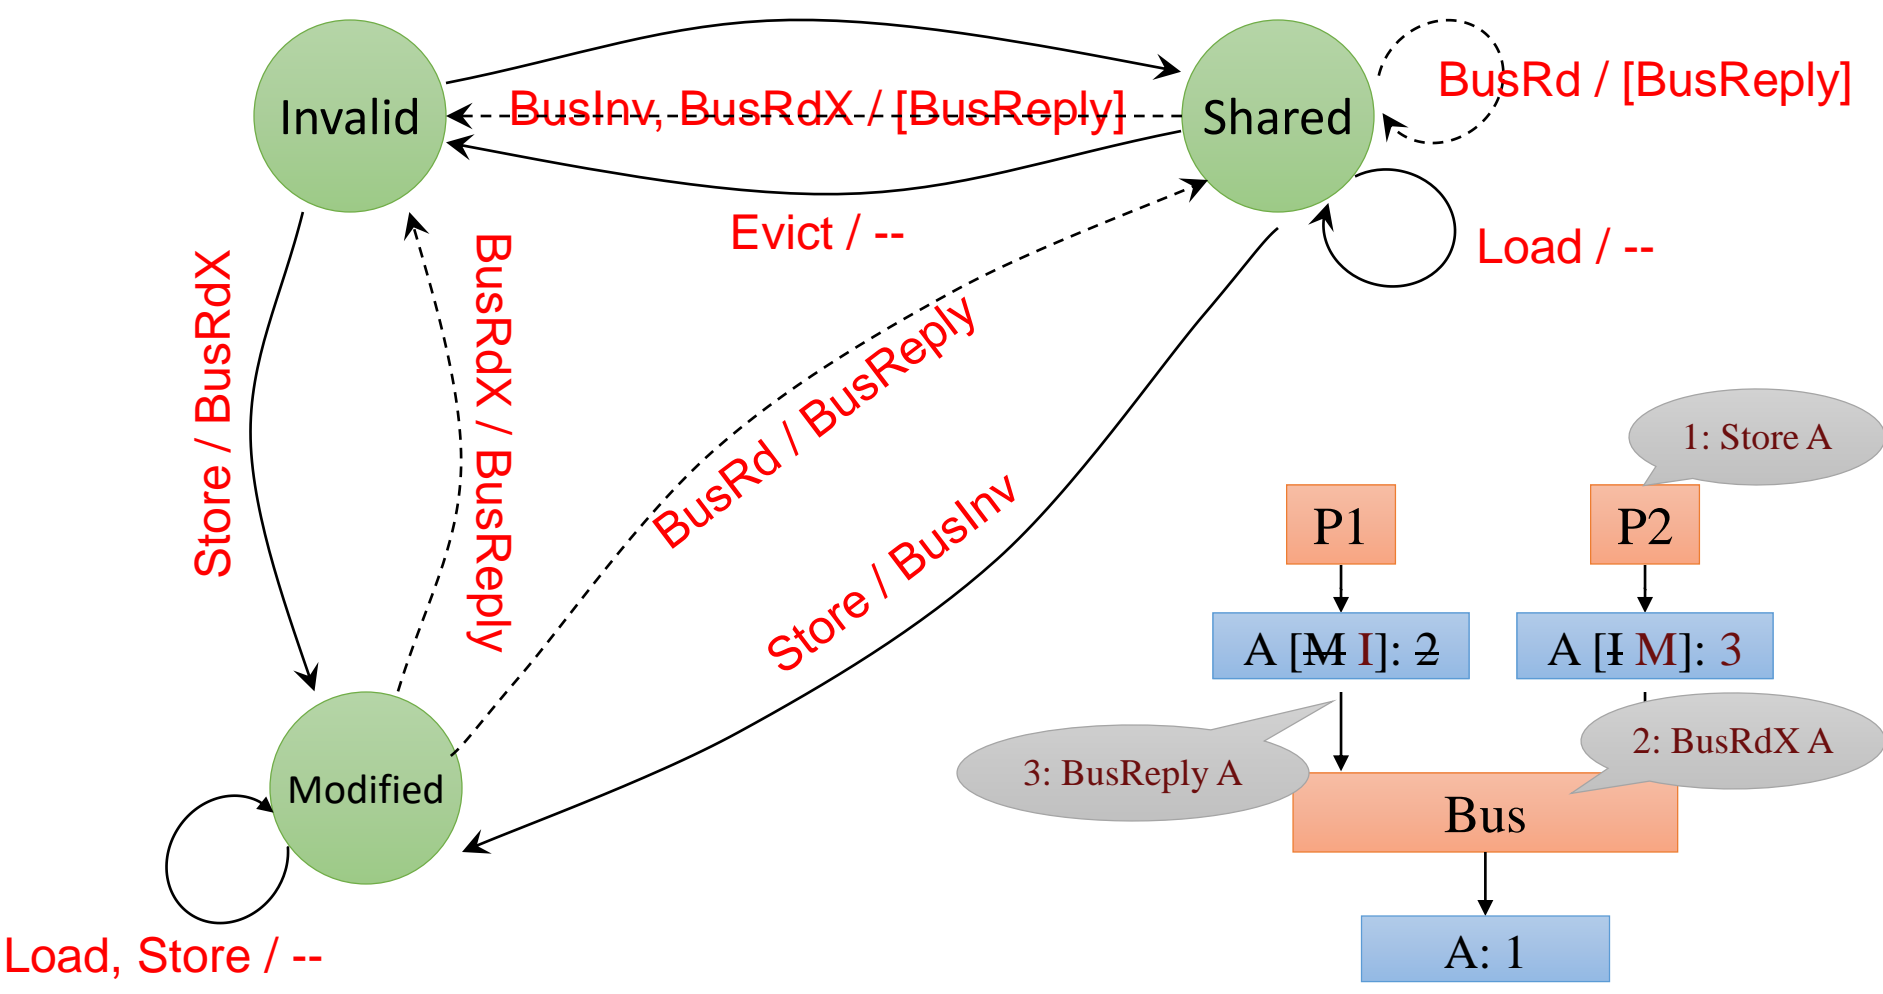 Invalid
BusInv, BusRdX / [BusReply]
Shared
BusRd / [BusReply]
Evict / --
Load / --
Store / BusRdX
BusRdX / BusReply
BusRd / BusReply
Store / BusInv
Modified
Load, Store / --
1: Store A
P1
P2
A [M I]: 2
A [I M]: 3
2: BusRdX A
3: BusReply A
Bus
A: 1